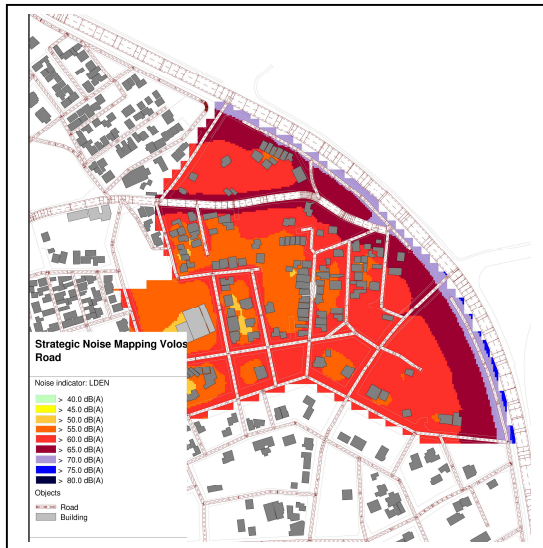 Strategic Noise Mapping Volos
Road
Noise indicator: LDEN
> 40.0 dB(A)
> 45.0 dB(A)
> 50.0 dB(A)
> 55.0 dB(A)
> 60.0 dB(A)
> 65.0 dB(A)
> 70.0 dB(A)
> 75.0 dB(A)
> 80.0 dB(A)
Objects
Road
Building